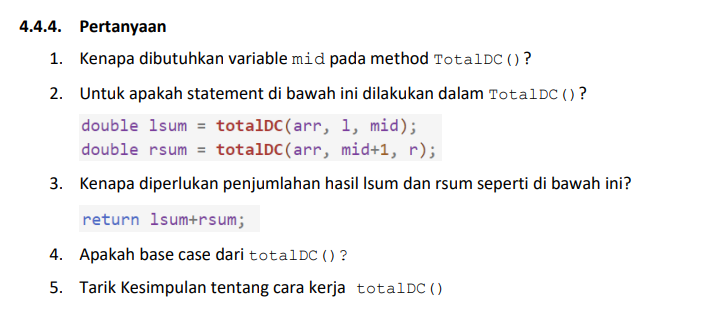 4.4.4. Pertanyaan
1. Kenapa dibutuhkan variable mid pada method TotalDC()?
2. Untuk apakah statement di bawah ini dilakukan dalam TotalDC()?
double lsum = totalDC(arr, l, mid);
double rsum = totalDC(arr, mid+1, r);
3. Kenapa diperlukan penjumlahan hasil lsum dan rsum seperti di bawah ini?
return lsum+rsum;
4. Apakah base case dari totalDC()?
5. Tarik Kesimpulan tentang cara kerja totalDC()